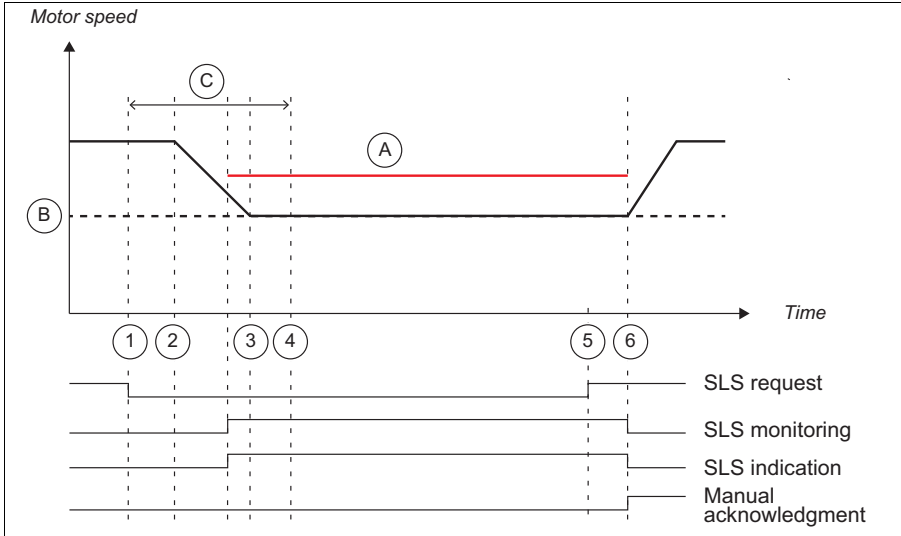 Motor speed
C
A
B
Time
1 2 3 4 5 6
SLS request
SLS monitoring
SLS indication
Manual
acknowledgment